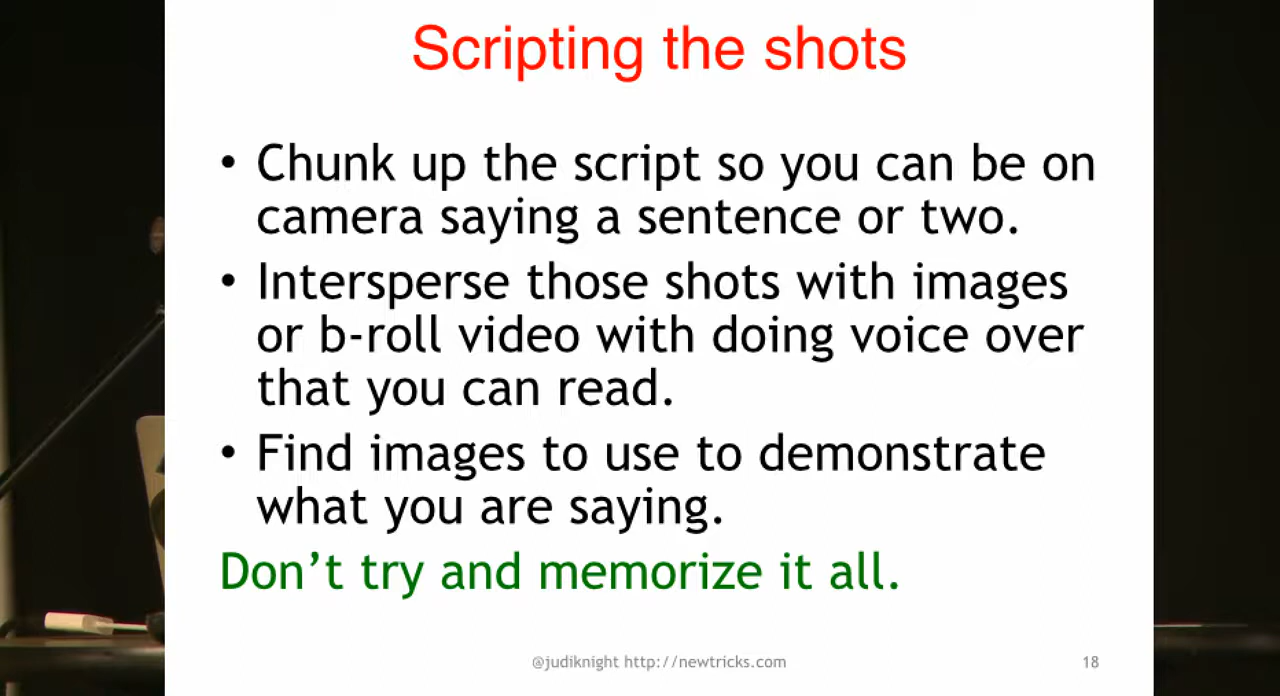 Scripting the shots
• Chunk up the script so you can be on
camera saying a sentence or two.
• Intersperse those shots with images
or b-roll video with doing voice over
that you can read.
• Find images to use to demonstrate
what you are saying.
Don’t try and memorize it all.
@judiknight http://newtricks.com 18